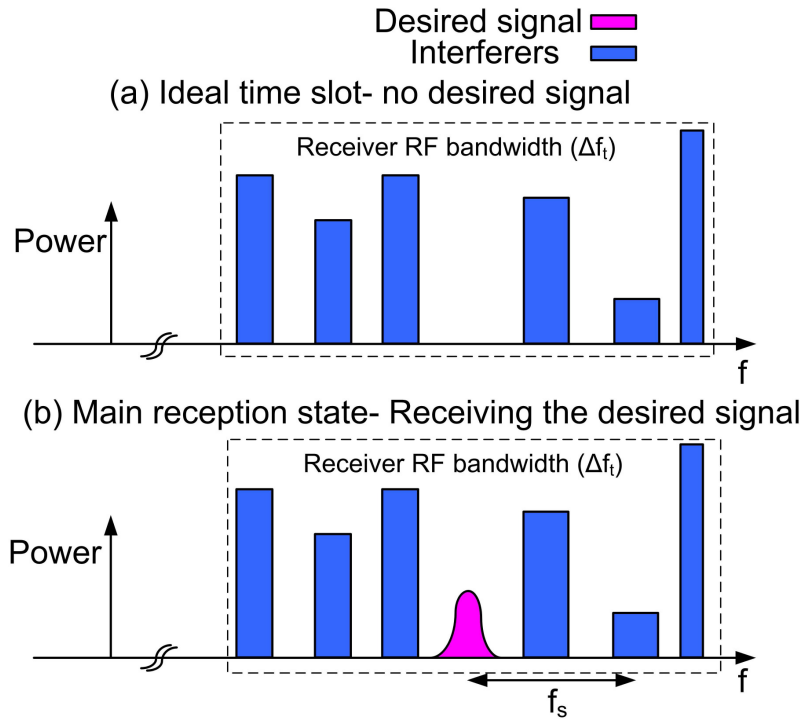 Desired signal
Interferers
(a) Ideal time slot- no desired signal
Receiver RF bandwidth (Δfₜ)
Power
f
(b) Main reception state- Receiving the desired signal
Receiver RF bandwidth (Δfₜ)
Power
f
fₛ